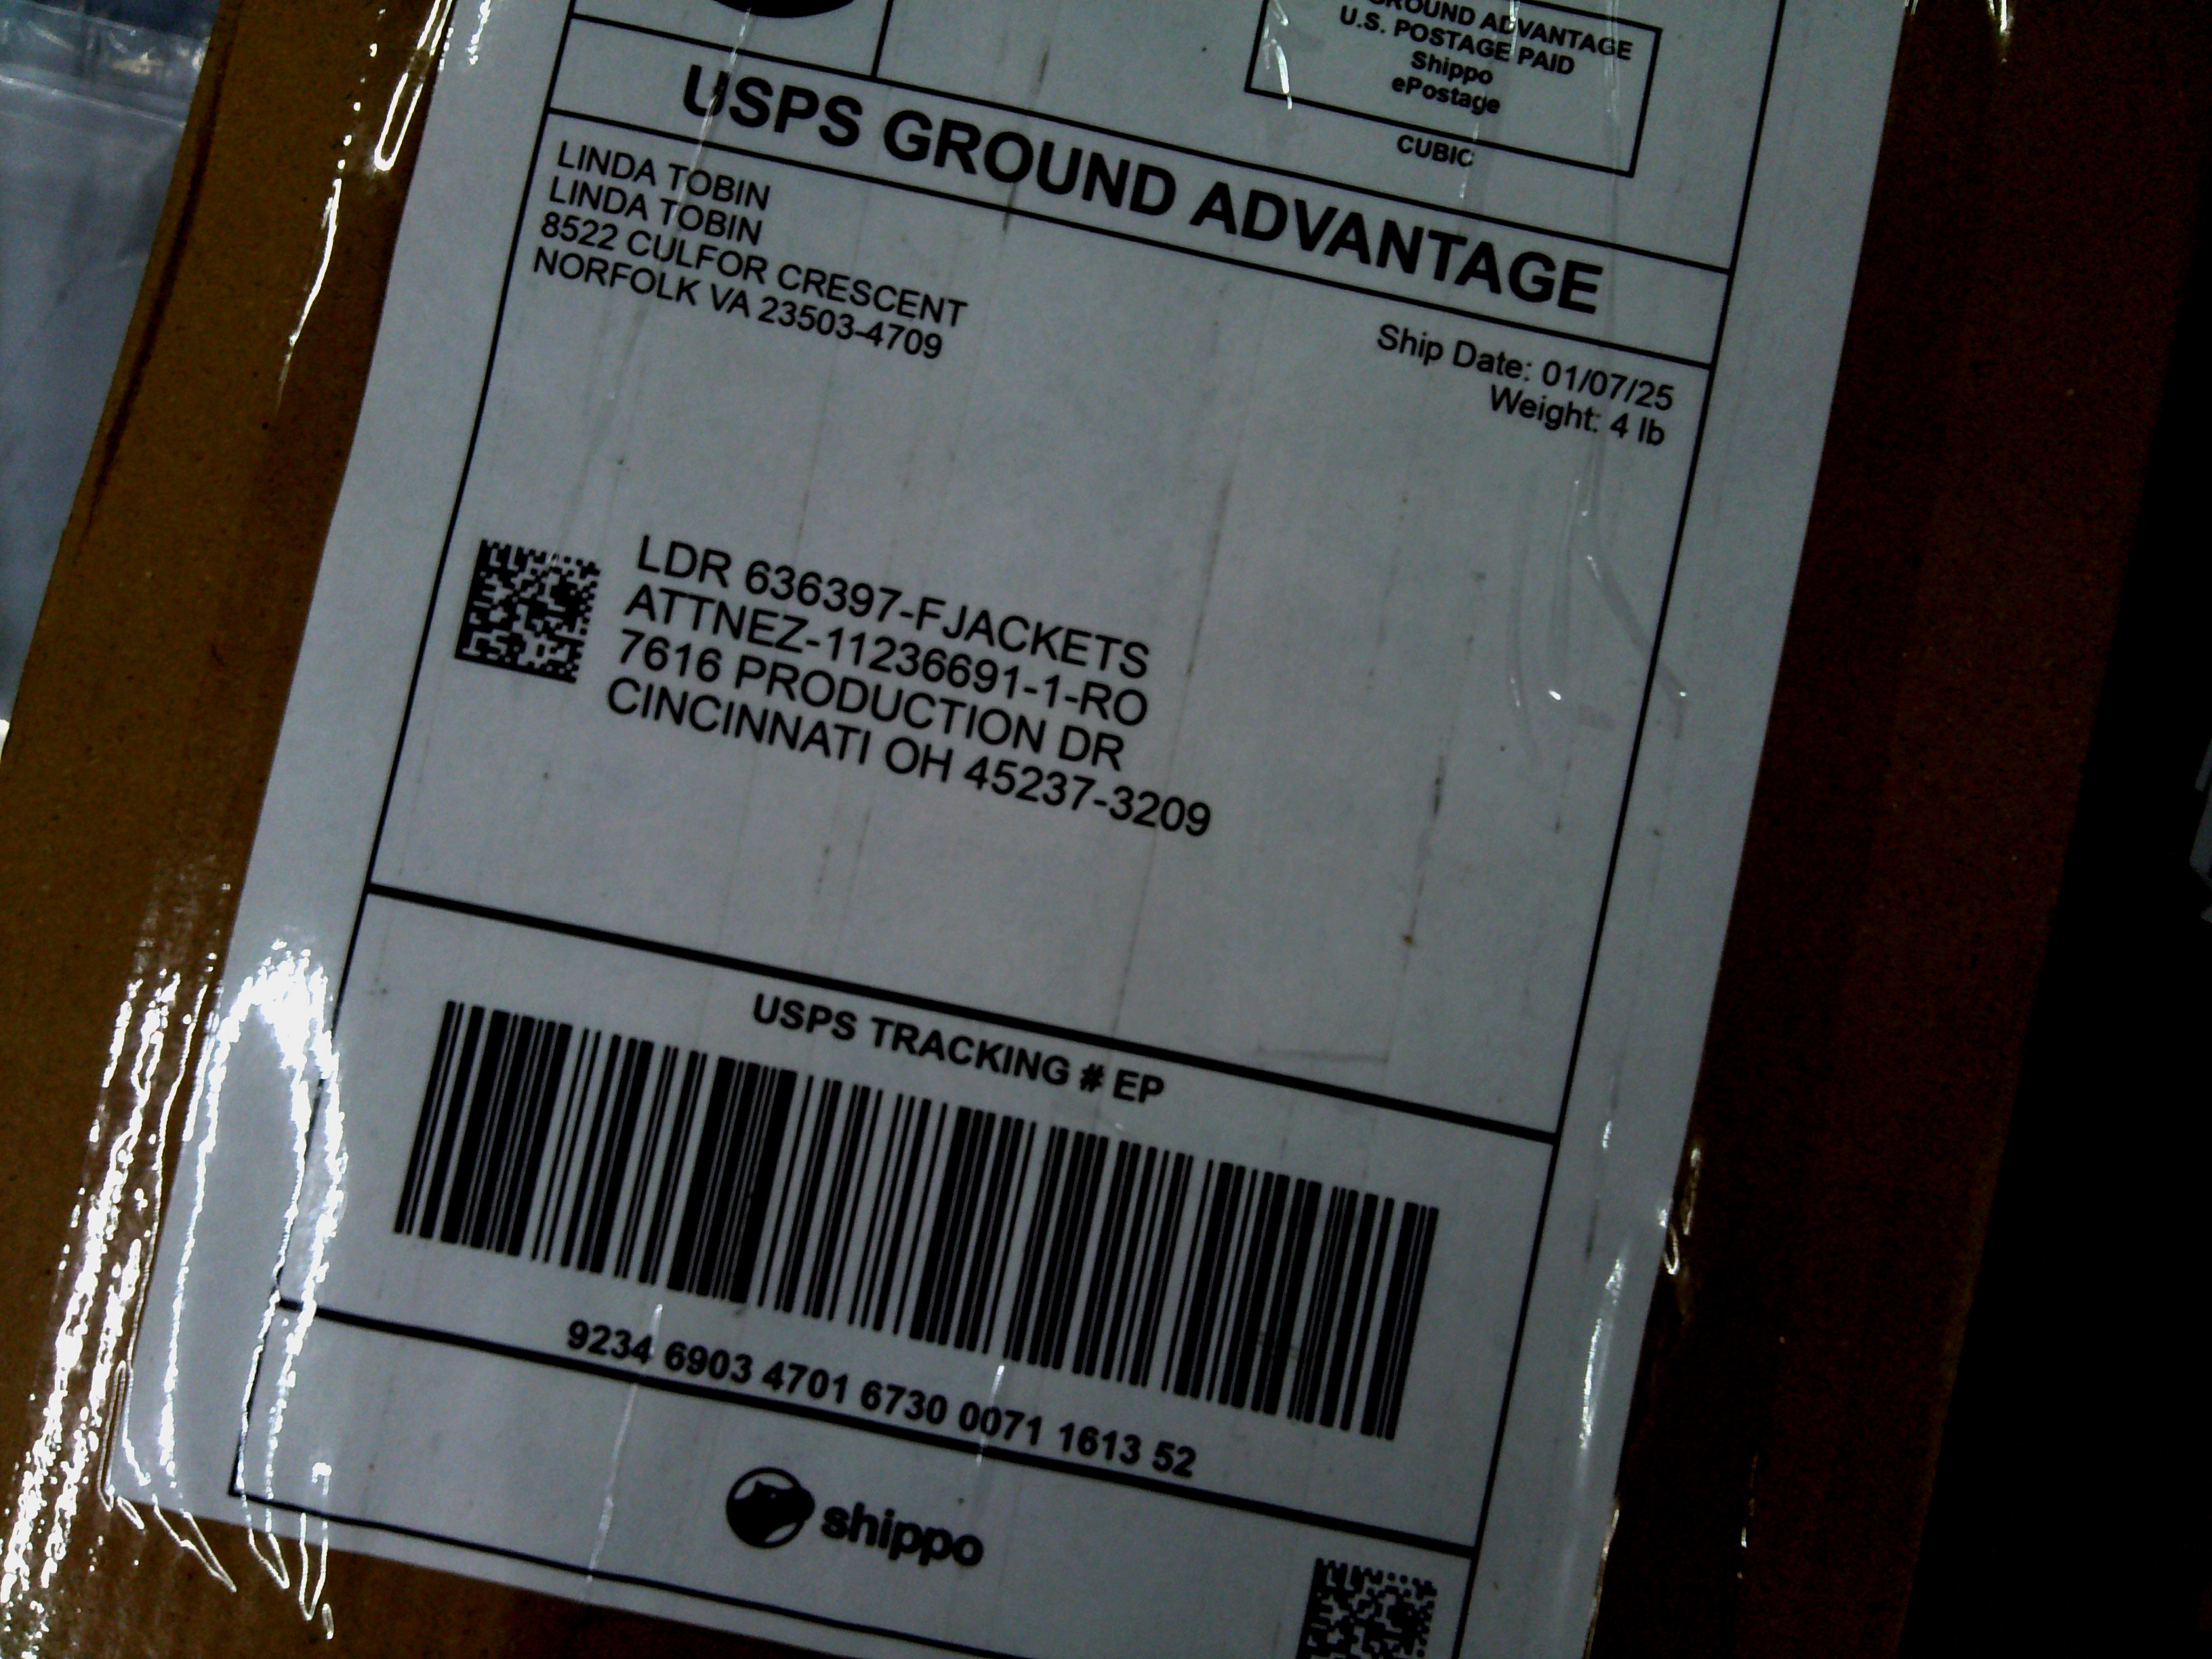 GROUND ADVANTAGE
U.S. POSTAGE PAID
Shippo
ePostage
CUBIC
USPS GROUND ADVANTAGE
LINDA TOBIN
LINDA TOBIN
8522 CULFOR CRESCENT
NORFOLK VA 23503-4709
Ship Date: 01/07/25
Weight: 4 lb
LDR 636397-FJACKETS
ATTNEZ-11236691-1-RO
7616 PRODUCTION DR
CINCINNATI OH 45237-3209
USPS TRACKING # EP
9234 6903 4701 6730 0071 1613 52
shippo